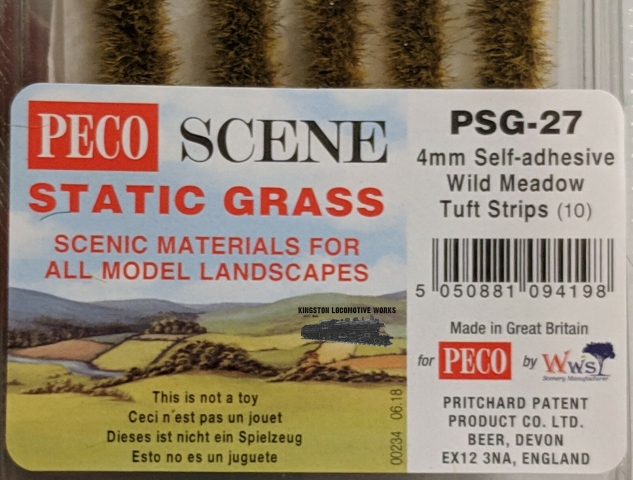 PECO SCENE
STATIC GRASS
SCENIC MATERIALS FOR
ALL MODEL LANDSCAPES
KINGSTON LOCOMOTIVE WORKS
This is not a toy
Ceci n´est pas un jouet
Dieses ist nicht ein Spielzeug
Esto no es un juguete
00234 06.18
PSG-27
4mm Self-adhesive
Wild Meadow
Tuft Strips (10)
5 050881 094198
Made in Great Britain
for PECO by WWS
Scenery Manufacturer
PRITCHARD PATENT
PRODUCT CO. LTD.
BEER, DEVON
EX12 3NA, ENGLAND